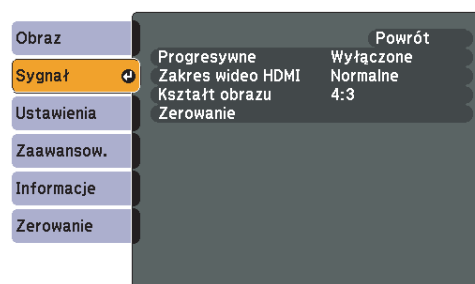 Obraz
Sygnał
Ustawienia
Zaawansow.
Informacje
Zerowanie
Powrót
Progresywne Wyłączone
Zakres wideo HDMI Normalne
Kształt obrazu 4:3
Zerowanie